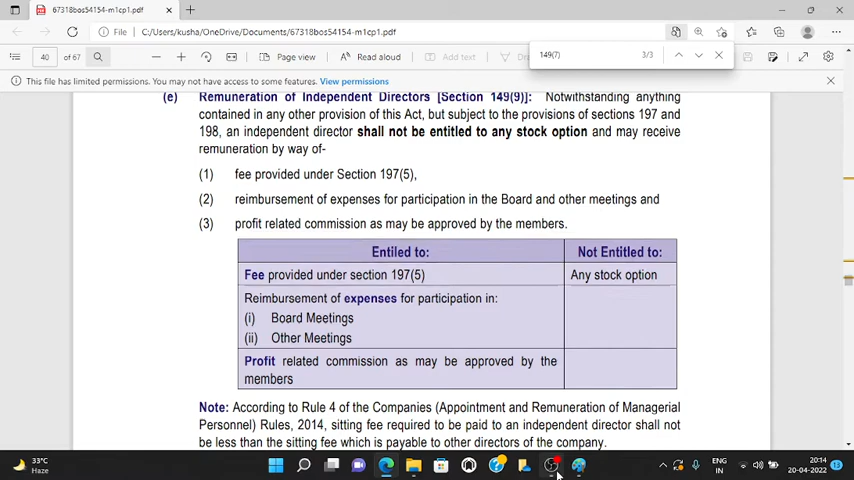 67318bos54154-m1cp1.pdf
File
C:/Users/kusha/OneDrive/Documents/67318bos54154-m1cp1.pdf
40 of 67
Page view
Read aloud
Add text
149(7)
3/3
This file has limited permissions. You may not have access to some features. View permissions
(e) Remuneration of Independent Directors [Section 149(9)]: Notwithstanding anything
contained in any other provision of this Act, but subject to the provisions of sections 197 and
198, an independent director shall not be entitled to any stock option and may receive
remuneration by way of-
(1) fee provided under Section 197(5),
(2) reimbursement of expenses for participation in the Board and other meetings and
(3) profit related commission as may be approved by the members.
Entiled to: Not Entitled to:
Fee provided under section 197(5) Any stock option
Reimbursement of expenses for participation in:
(i) Board Meetings
(ii) Other Meetings
Profit related commission as may be approved by the
members
Note: According to Rule 4 of the Companies (Appointment and Remuneration of Managerial
Personnel) Rules, 2014, sitting fee required to be paid to an independent director shall not
be less than the sitting fee which is payable to other directors of the company.
33°C
Haze
ENG
IN
20:14
20-04-2022